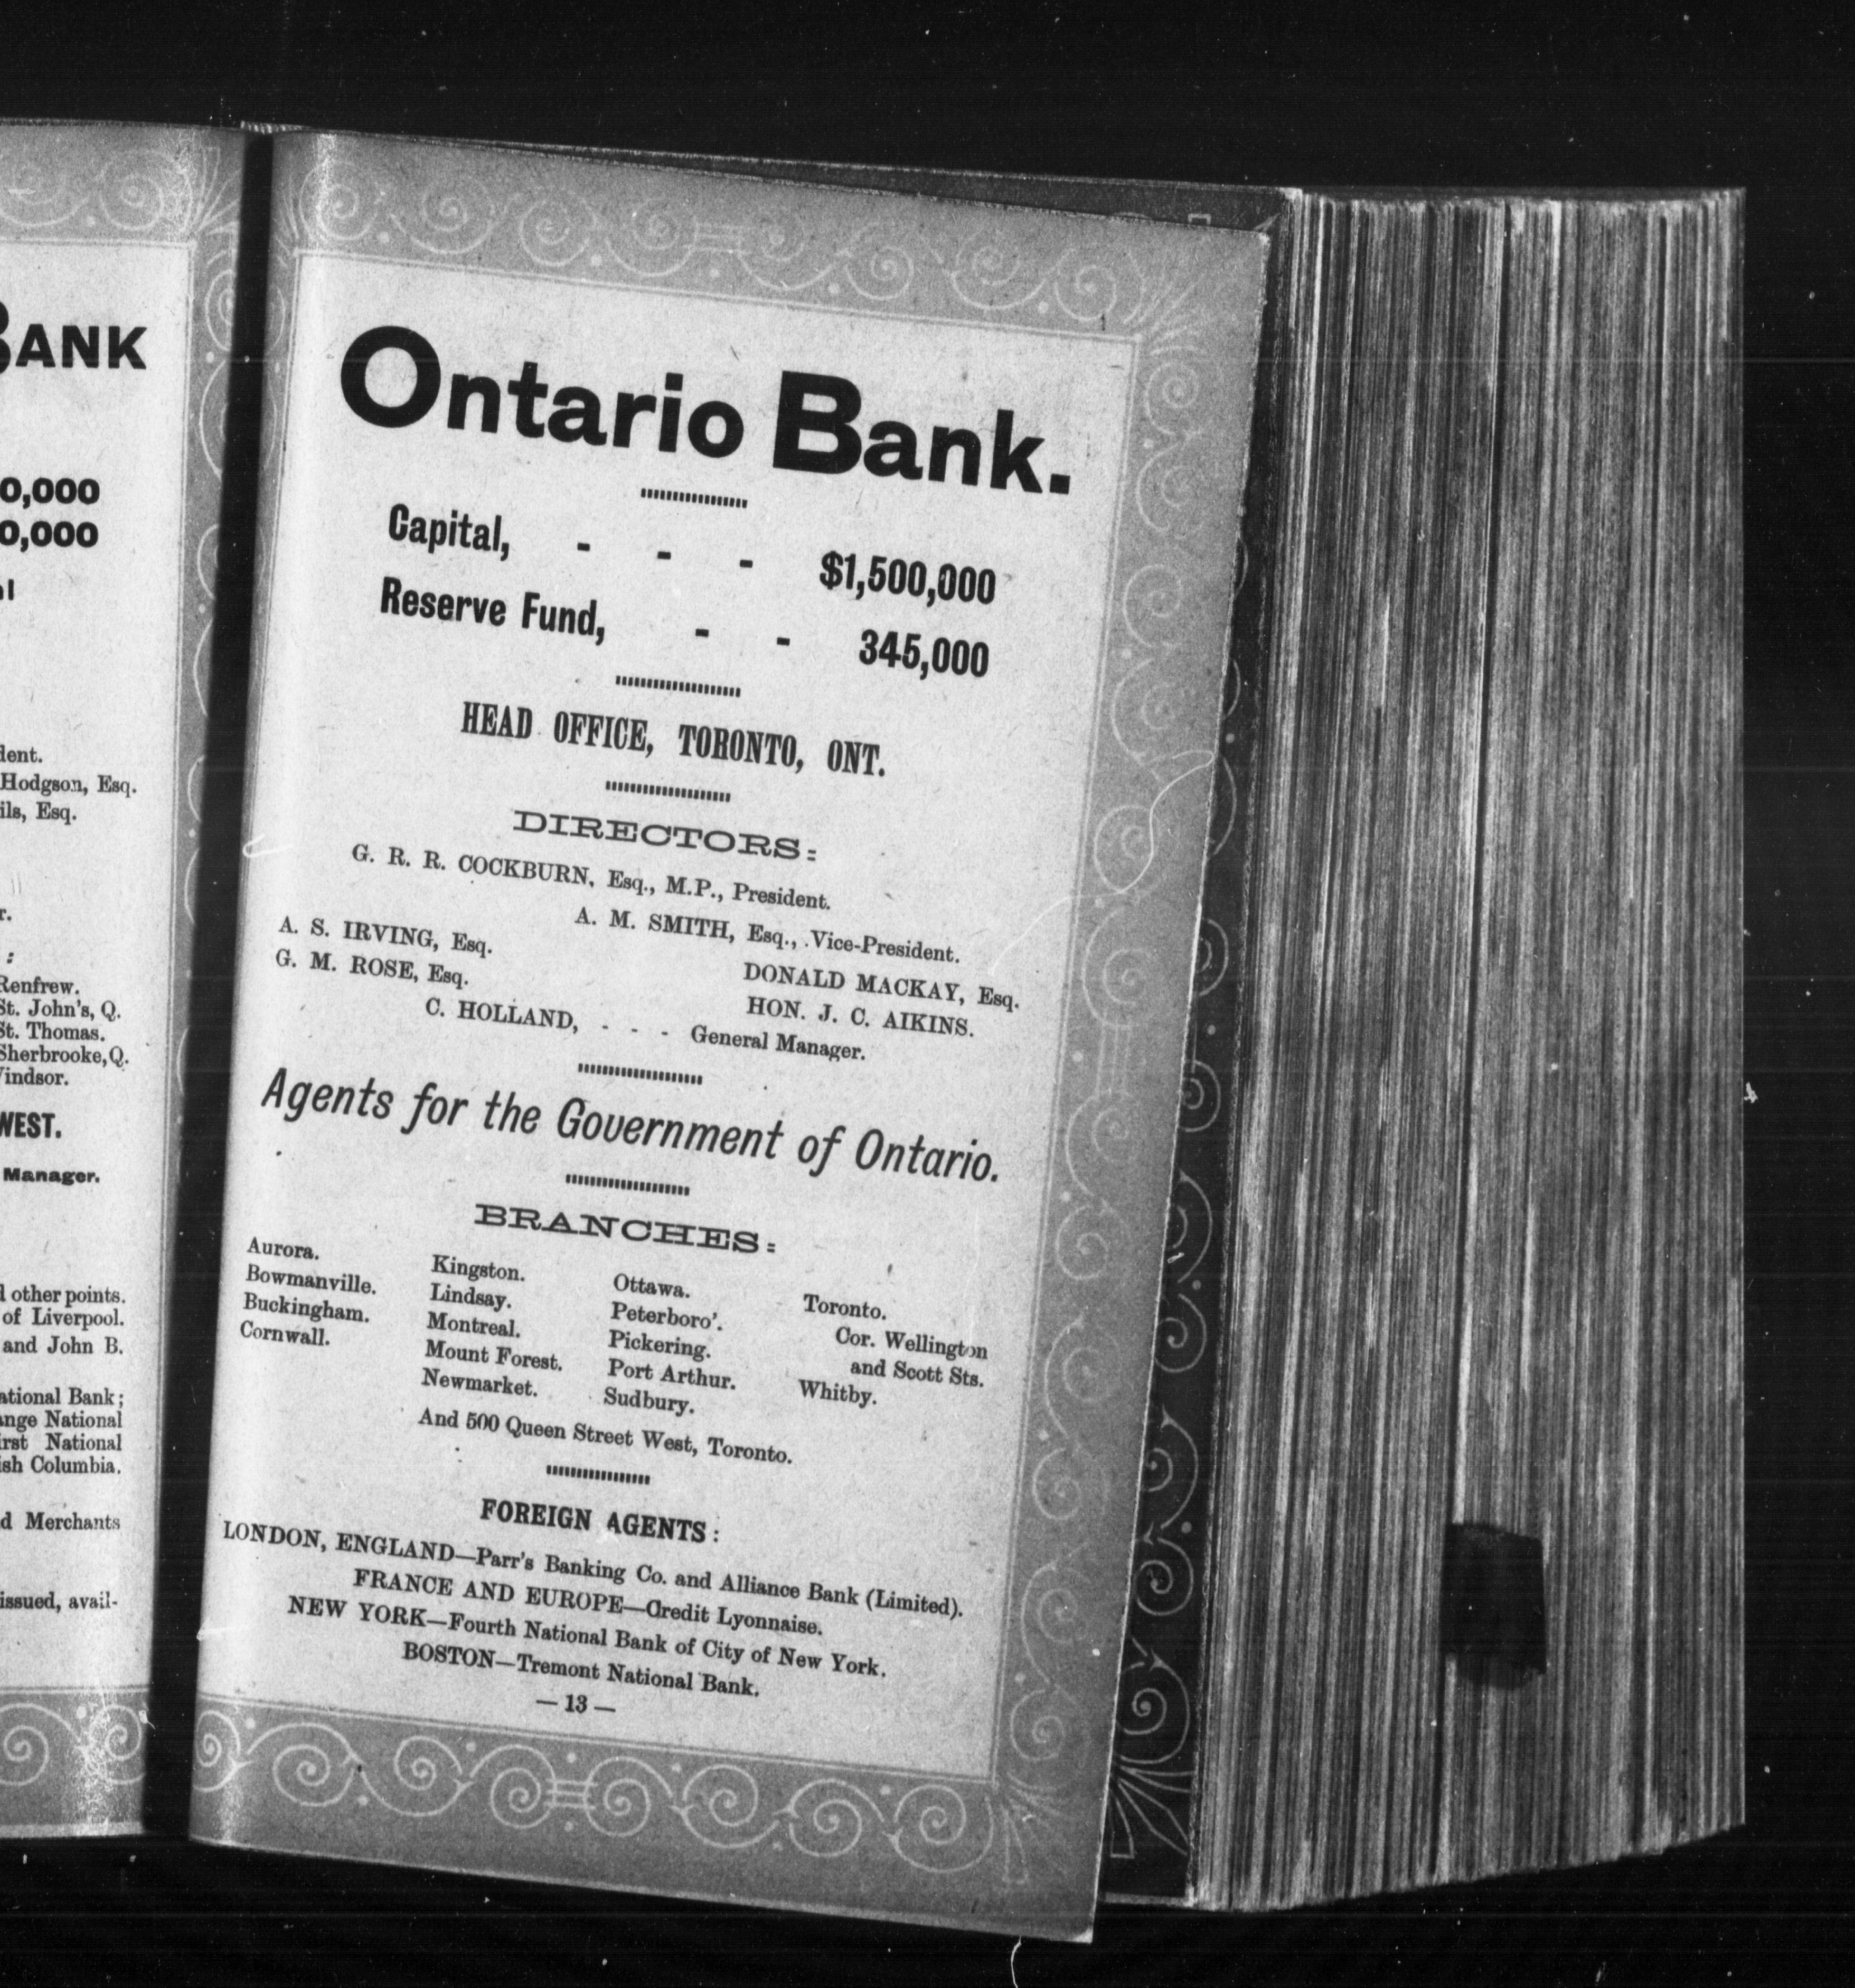 BANK
0,000
0,000
dent.
Hodgson, Esq.
ils, Esq.
r.
:
Renfrew.
St. John's, Q.
St. Thomas.
Sherbrooke, Q.
Windsor.
WEST.
Manager.
other points.
of Liverpool.
and John B.
ational Bank;
ange National
irst National
ish Columbia.
d Merchants
issued, avail-
Ontario Bank.
Capital, - - - $1,500,000
Reserve Fund, - - 345,000
HEAD OFFICE, TORONTO, ONT.
DIRECTORS:
G. R. R. COCKBURN, Esq., M.P., President.
A. M. SMITH, Esq., Vice-President.
A. S. IRVING, Esq. DONALD MACKAY, Esq.
G. M. ROSE, Esq. HON. J. C. AIKINS.
C. HOLLAND, - - - General Manager.
Agents for the Government of Ontario.
BRANCHES:
Aurora. Kingston. Ottawa. Toronto.
Bowmanville. Lindsay. Peterboro'. Cor. Wellington
Buckingham. Montreal. Pickering. and Scott Sts.
Cornwall. Mount Forest. Port Arthur. Whitby.
Newmarket. Sudbury.
And 500 Queen Street West, Toronto.
FOREIGN AGENTS:
LONDON, ENGLAND—Parr's Banking Co. and Alliance Bank (Limited).
FRANCE AND EUROPE—Credit Lyonnaise.
NEW YORK—Fourth National Bank of City of New York.
BOSTON—Tremont National Bank.
— 13 —